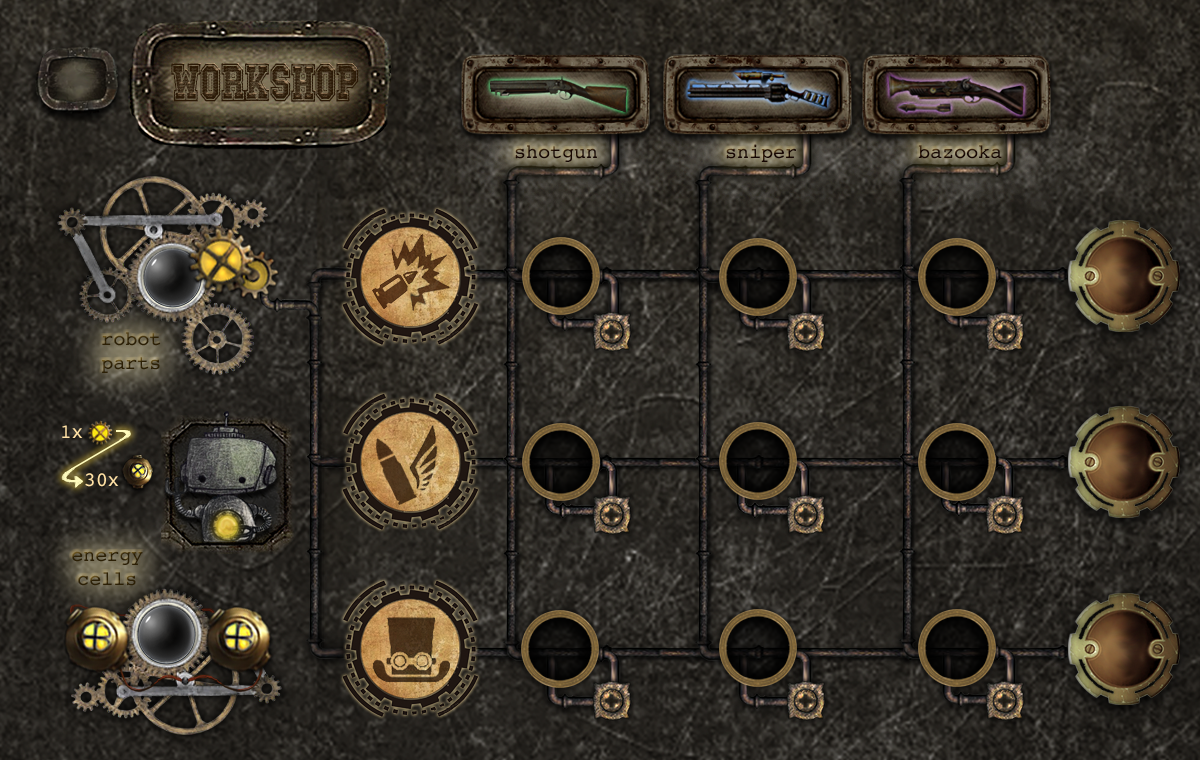 WORKSHOP
shotgun
sniper
bazooka
robot
parts
1x
30x
energy
cells